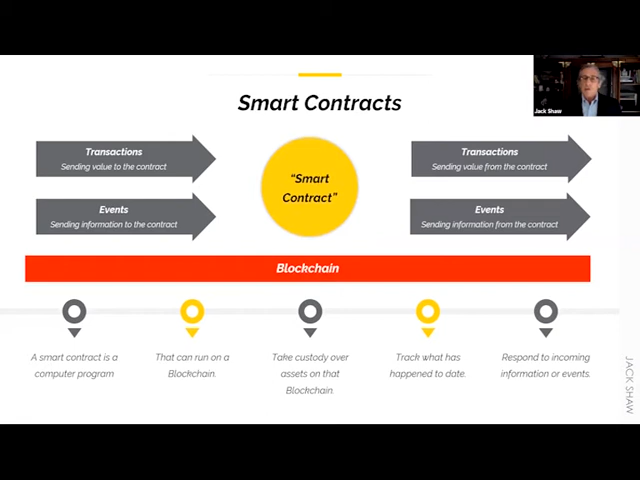 Smart Contracts
Jack Shaw
Transactions
Sending value to the contract
Events
Sending information to the contract
"Smart
Contract"
Transactions
Sending value from the contract
Events
Sending information from the contract
Blockchain
A smart contract is a
computer program
That can run on a
Blockchain.
Take custody over
assets on that
Blockchain.
Track what has
happened to date.
Respond to incoming
information or events.
JACK SHAW